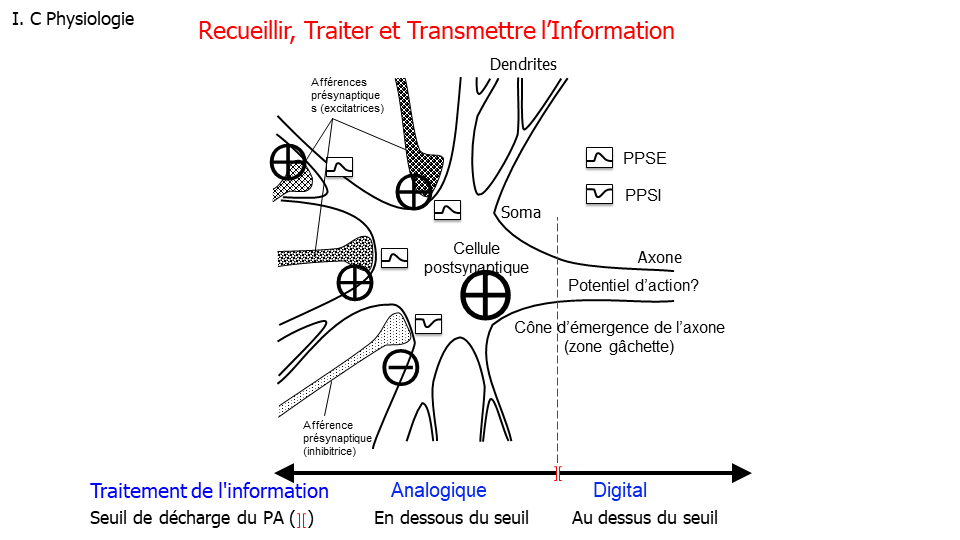 I. C Physiologie
Recueillir, Traiter et Transmettre l’Information
Dendrites
Afférences
présynaptique
s (excitatrices)
PPSE
PPSI
Soma
Cellule
postsynaptique
Axone
Potentiel d’action?
Cône d’émergence de l’axone
(zone gâchette)
Afférence
présynaptique
(inhibitrice)
][
Traitement de l'information
Analogique
Digital
Seuil de décharge du PA (][)
En dessous du seuil
Au dessus du seuil